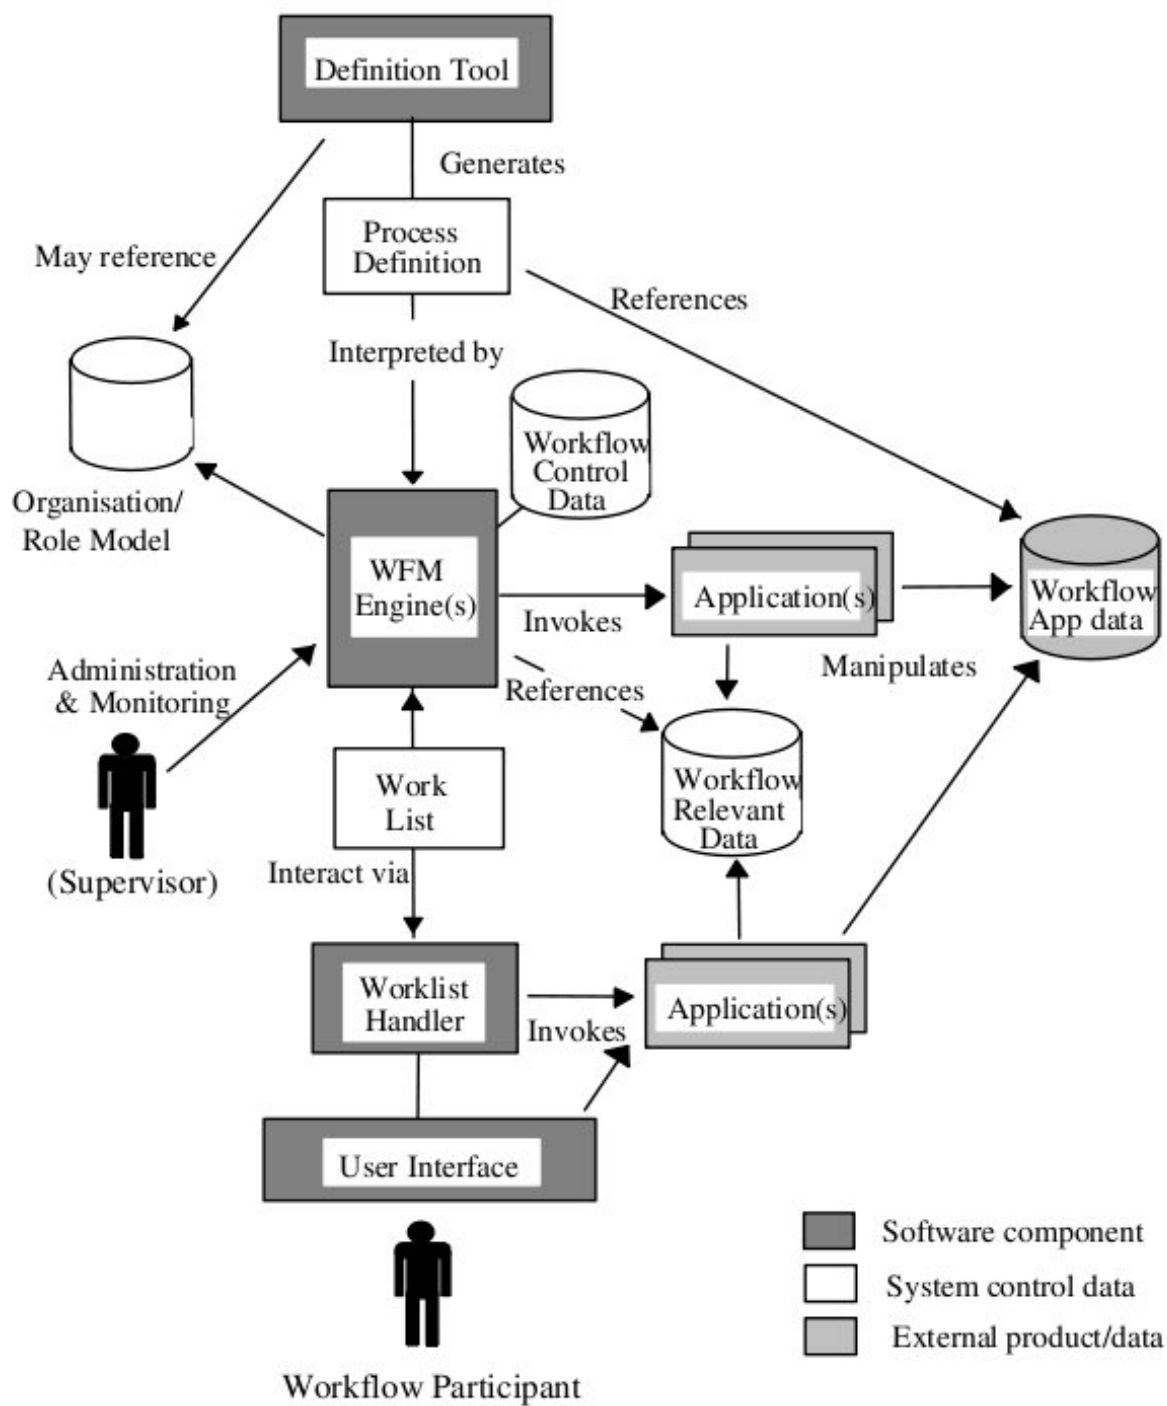 Definition Tool
Generates
Process
Definition
May reference
References
Interpreted by
Workflow
Control
Data
Organisation/
Role Model
WFM
Engine(s)
Invokes
Application(s)
Workflow
App data
Manipulates
References
Administration
& Monitoring
(Supervisor)
Work
List
Workflow
Relevant
Data
Interact via
Worklist
Handler
Invokes
Application(s)
User Interface
Workflow Participant
Software component
System control data
External product/data